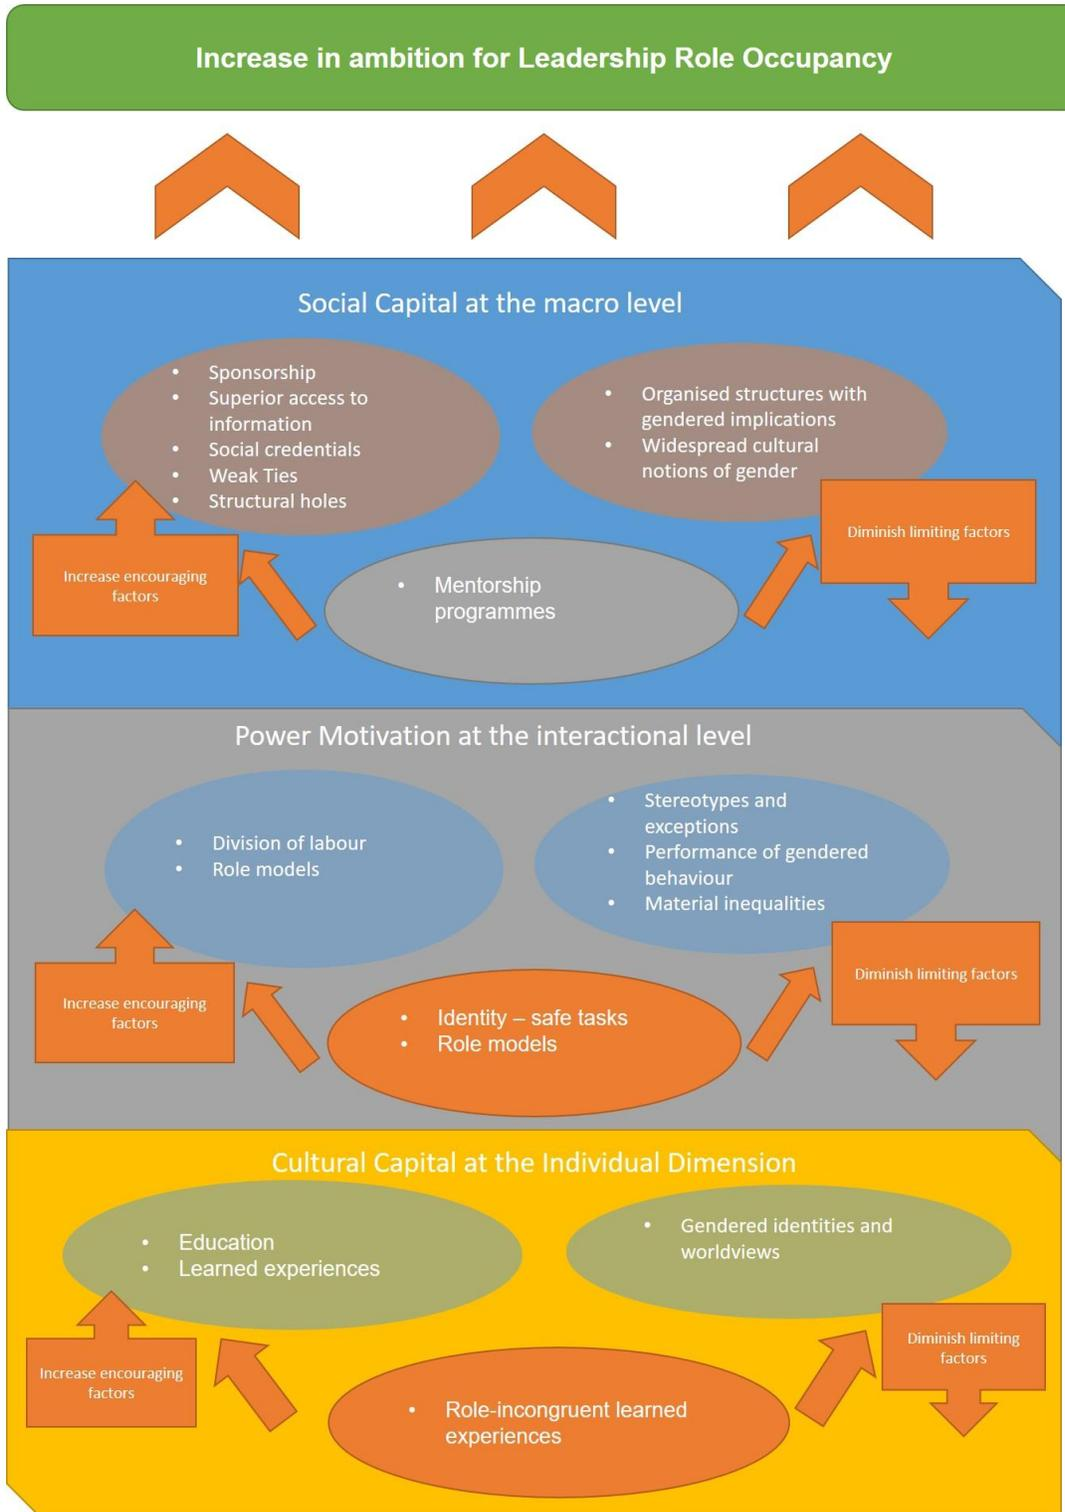 Increase in ambition for Leadership Role Occupancy
Social Capital at the macro level
• Sponsorship
• Superior access to
information
• Social credentials
• Weak Ties
• Structural holes
• Organised structures with
gendered implications
• Widespread cultural
notions of gender
Increase encouraging
factors
• Mentorship
programmes
Diminish limiting factors
Power Motivation at the interactional level
• Division of labour
• Role models
• Stereotypes and
exceptions
• Performance of gendered
behaviour
• Material inequalities
Increase encouraging
factors
• Identity – safe tasks
• Role models
Diminish limiting factors
Cultural Capital at the Individual Dimension
• Education
• Learned experiences
• Gendered identities and
worldviews
Increase encouraging
factors
• Role-incongruent learned
experiences
Diminish limiting
factors